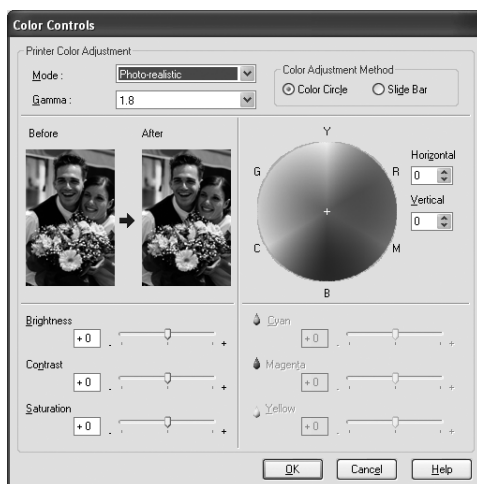 Color Controls
Printer Color Adjustment
Mode :
Photo-realistic
Gamma :
1.8
Color Adjustment Method
Color Circle
Slide Bar
Before
After
Y
G
R
C
M
B
Horizontal
0
Vertical
0
Brightness
+ 0
- +
Contrast
+ 0
- +
Saturation
+ 0
- +
Cyan
+ 0
- +
Magenta
+ 0
- +
Yellow
+ 0
- +
OK Cancel Help